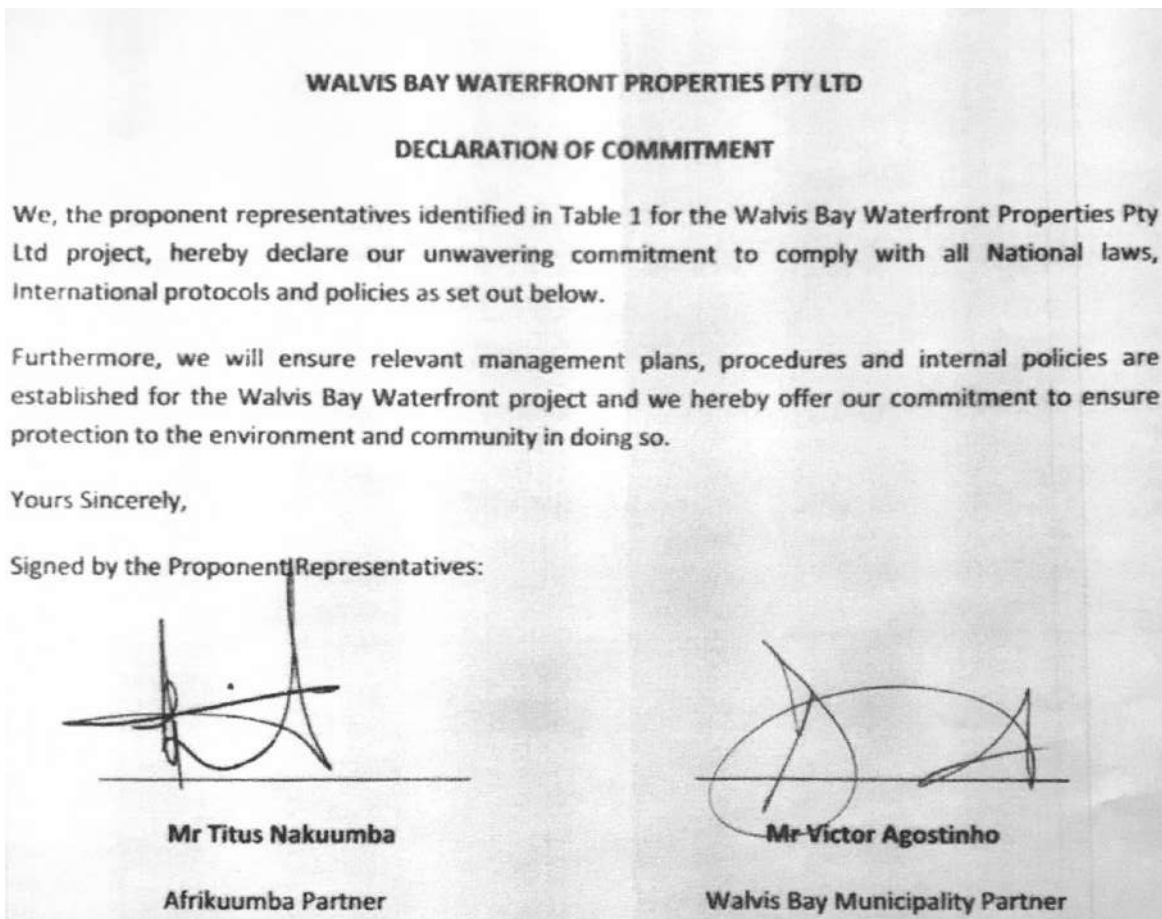 WALVIS BAY WATERFRONT PROPERTIES PTY LTD
DECLARATION OF COMMITMENT
We, the proponent representatives identified in Table 1 for the Walvis Bay Waterfront Properties Pty
Ltd project, hereby declare our unwavering commitment to comply with all National laws,
International protocols and policies as set out below.
Furthermore, we will ensure relevant management plans, procedures and internal policies are
established for the Walvis Bay Waterfront project and we hereby offer our commitment to ensure
protection to the environment and community in doing so.
Yours Sincerely,
Signed by the Proponent Representatives:
Mr Titus Nakuumba
Mr Victor Agostinho
Afrikuumba Partner
Walvis Bay Municipality Partner